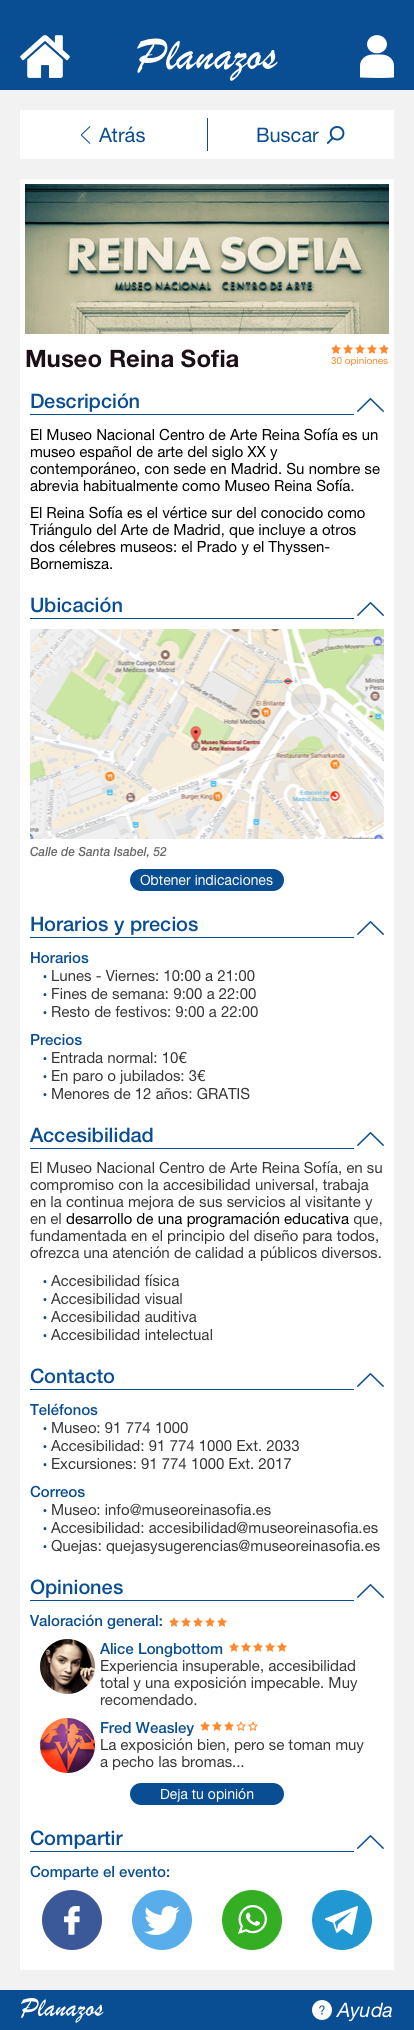 Planazos
Atrás
Buscar
REINA SOFIA
MUSEO NACIONAL CENTRO DE ARTE
Museo Reina Sofia
30 opiniones
Descripción
El Museo Nacional Centro de Arte Reina Sofía es un
museo español de arte del siglo XX y
contemporáneo, con sede en Madrid. Su nombre se
abrevia habitualmente como Museo Reina Sofía.
El Reina Sofía es el vértice sur del conocido como
Triángulo del Arte de Madrid, que incluye a otros
dos célebres museos: el Prado y el Thyssen-
Bornemisza.
Ubicación
Calle Claudio Moyano
Ilustre Colegio Oficial
de Médicos de Madrid
Calle de Santa Isabel
Atocha
El Brillante
Hotel Mediodia
Museo Nacional Centro
de Arte Reina Sofía
Restaurante Samarkanda
Burger King
Estación de
Madrid Atocha
Ronda de Atocha
Calle de Santa Isabel, 52
Obtener indicaciones
Horarios y precios
Horarios
• Lunes - Viernes: 10:00 a 21:00
• Fines de semana: 9:00 a 22:00
• Resto de festivos: 9:00 a 22:00
Precios
• Entrada normal: 10€
• En paro o jubilados: 3€
• Menores de 12 años: GRATIS
Accesibilidad
El Museo Nacional Centro de Arte Reina Sofía, en su
compromiso con la accesibilidad universal, trabaja
en la continua mejora de sus servicios al visitante y
en el desarrollo de una programación educativa que,
fundamentada en el principio del diseño para todos,
ofrezca una atención de calidad a públicos diversos.
• Accesibilidad física
• Accesibilidad visual
• Accesibilidad auditiva
• Accesibilidad intelectual
Contacto
Teléfonos
• Museo: 91 774 1000
• Accesibilidad: 91 774 1000 Ext. 2033
• Excursiones: 91 774 1000 Ext. 2017
Correos
• Museo: info@museoreinasofia.es
• Accesibilidad: accesibilidad@museoreinasofia.es
• Quejas: quejasysugerencias@museoreinasofia.es
Opiniones
Valoración general:
Alice Longbottom
Experiencia insuperable, accesibilidad
total y una exposición impecable. Muy
recomendado.
Fred Weasley
La exposición bien, pero se toman muy
a pecho las bromas...
Deja tu opinión
Compartir
Comparte el evento:
Planazos
? Ayuda